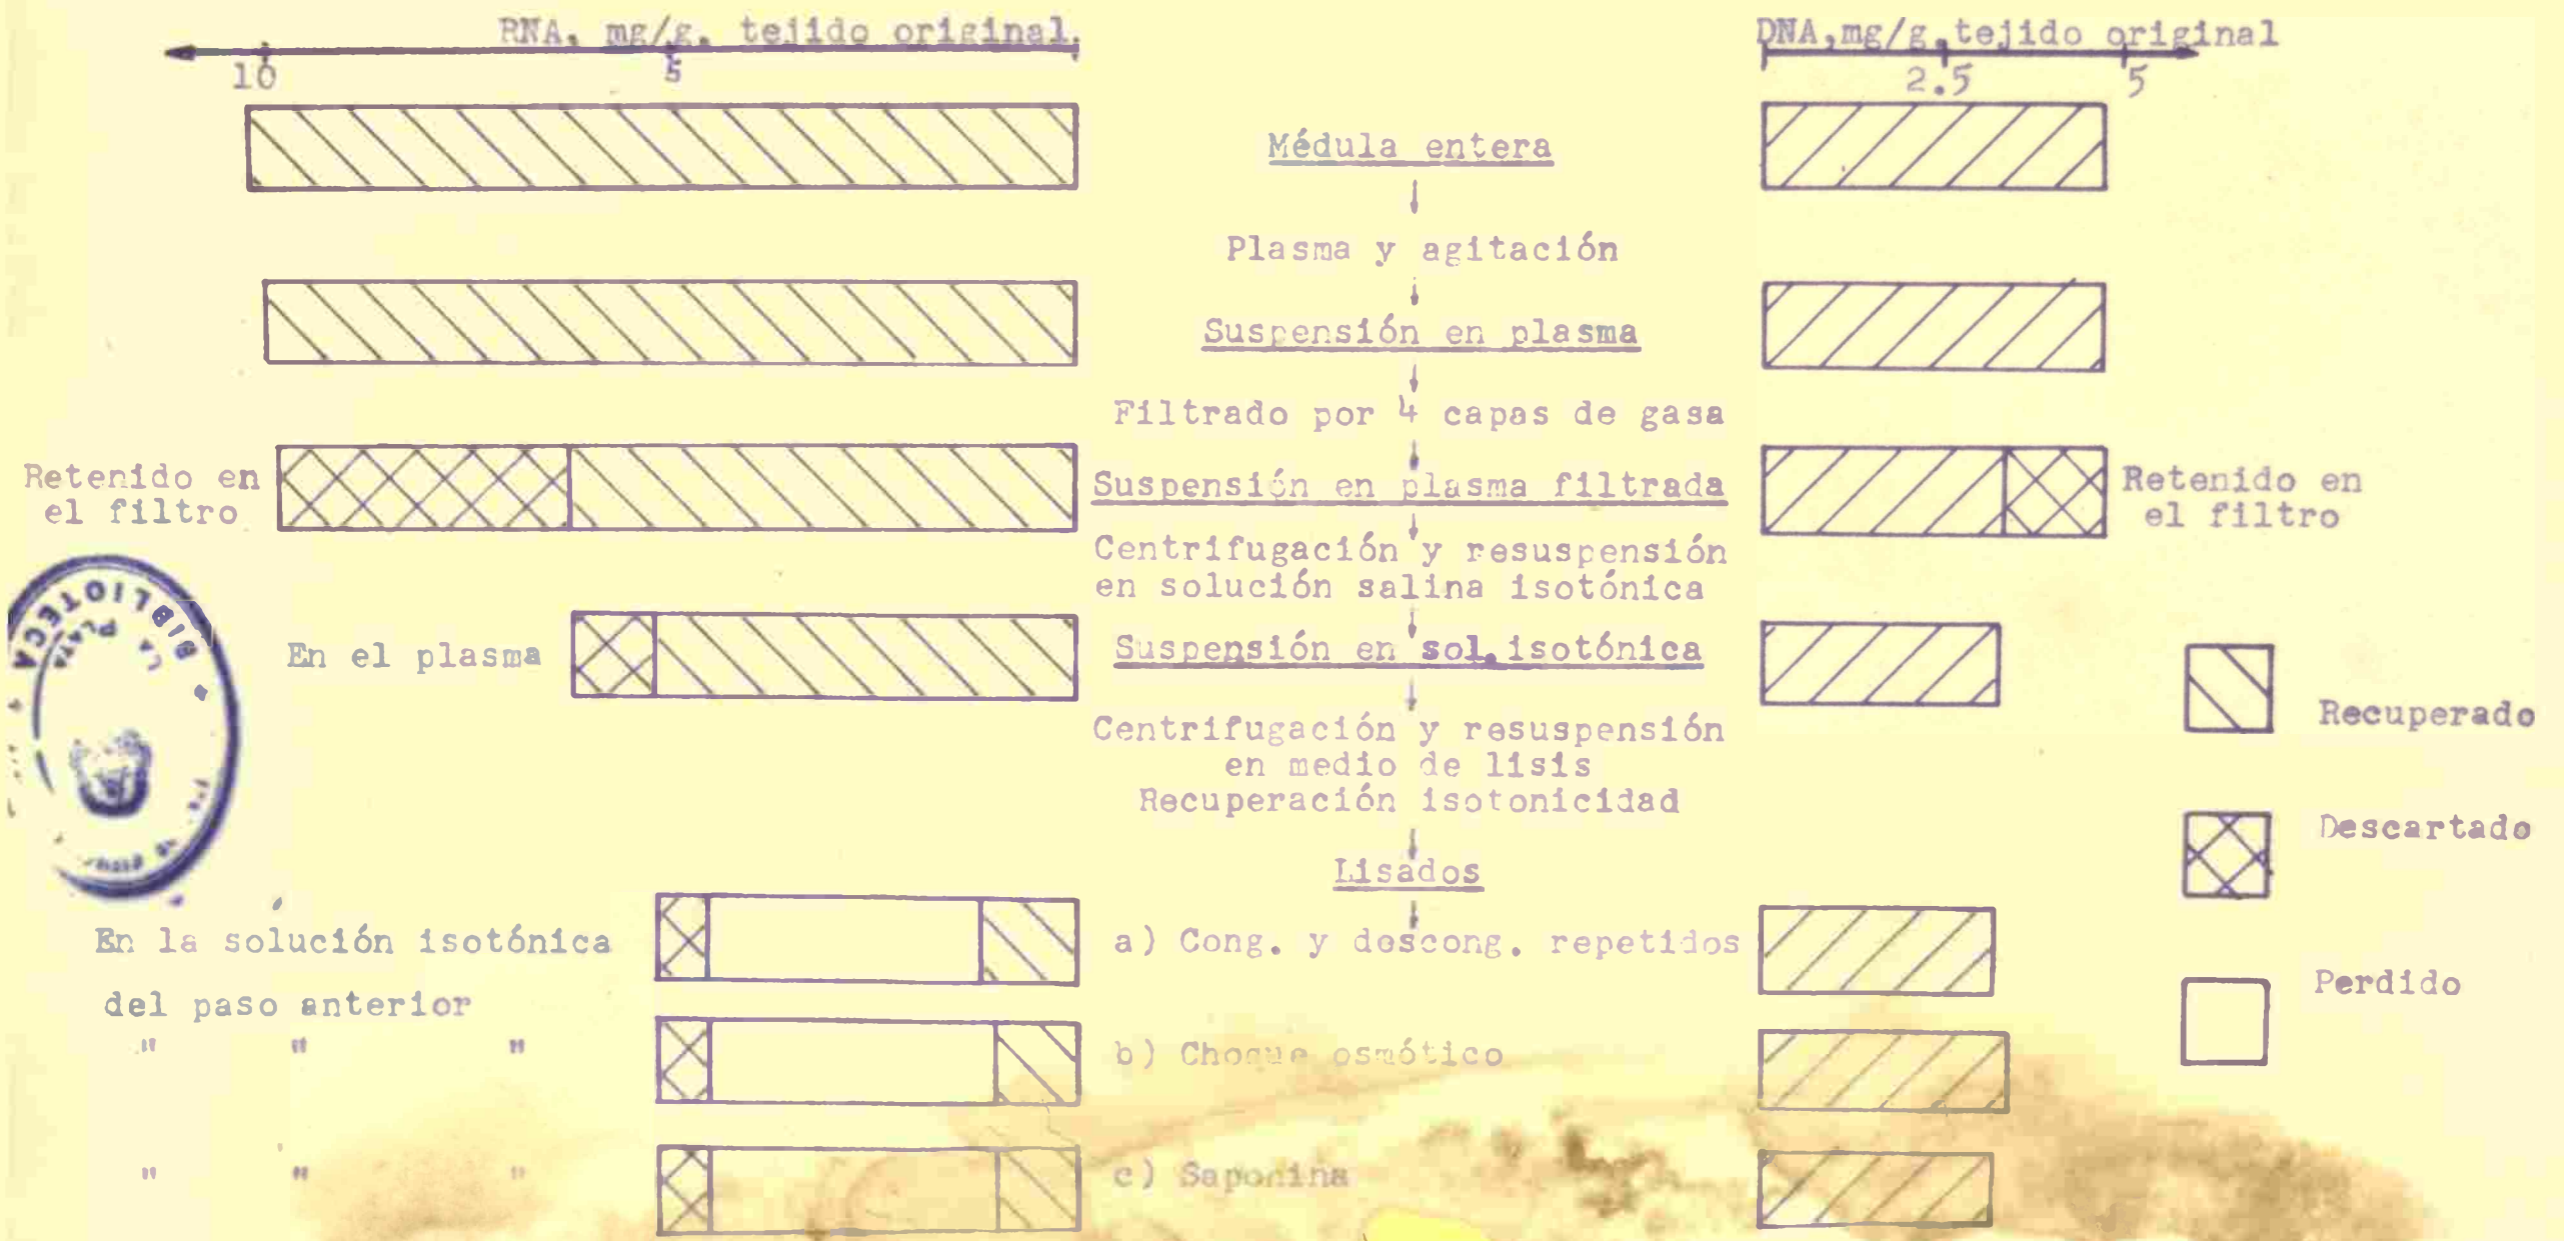 RNA. mg/g. tejido original.
10
5
DNA,mg/g.tejido original
2.5
5
Médula entera
Plasma y agitación
Suspensión en plasma
Filtrado por 4 capas de gasa
Retenido en
el filtro
Suspensión en plasma filtrada
Retenido en
el filtro
Centrifugación y resuspensión
en solución salina isotónica
En el plasma
Suspensión en sol.isotónica
Centrifugación y resuspensión
en medio de lisis
Recuperación isotonicidad
Lisados
En la solución isotónica
del paso anterior
" " "
" " "
a) Cong. y descong. repetidos
b) Choque osmótico
c) Saponina
Recuperado
Descartado
Perdido
BIBLIOTECA
LA PLATA